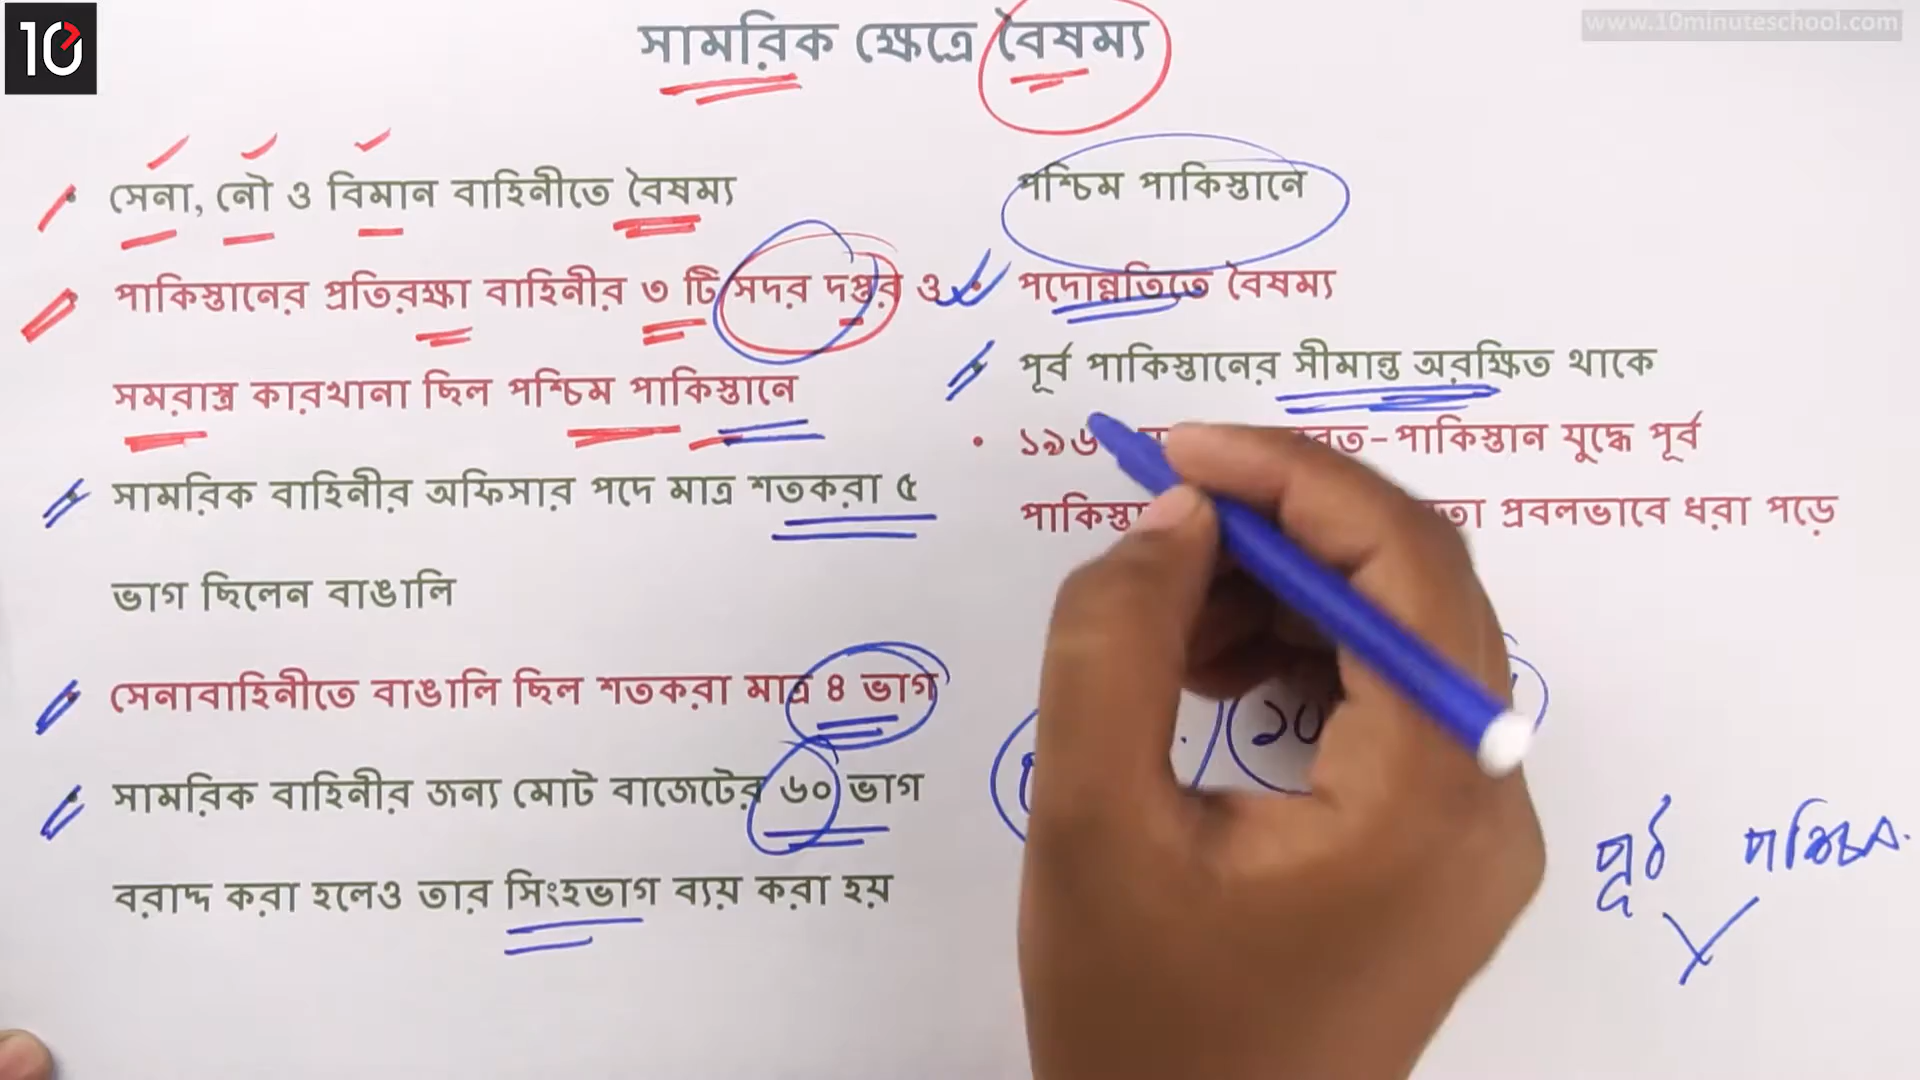 10
www.10minuteschool.com
সামরিক ক্ষেত্রে বৈষম্য
সেনা, নৌ ও বিমান বাহিনীতে বৈষম্য
পাকিস্তানের প্রতিরক্ষা বাহিনীর ৩ টি সদর দপ্তর ও
সমরাস্ত্র কারখানা ছিল পশ্চিম পাকিস্তানে
সামরিক বাহিনীর অফিসার পদে মাত্র শতকরা ৫
ভাগ ছিলেন বাঙালি
সেনাবাহিনীতে বাঙালি ছিল শতকরা মাত্র ৪ ভাগ
সামরিক বাহিনীর জন্য মোট বাজেটের ৬০ ভাগ
বরাদ্দ করা হলেও তার সিংহভাগ ব্যয় করা হয়
পশ্চিম পাকিস্তানে
পদোন্নতিতে বৈষম্য
পূর্ব পাকিস্তানের সীমান্ত অরক্ষিত থাকে
পাকিস্তান যুদ্ধে পূর্ব
প্রবলভাবে ধরা পড়ে
পূর্ব পশ্চিম